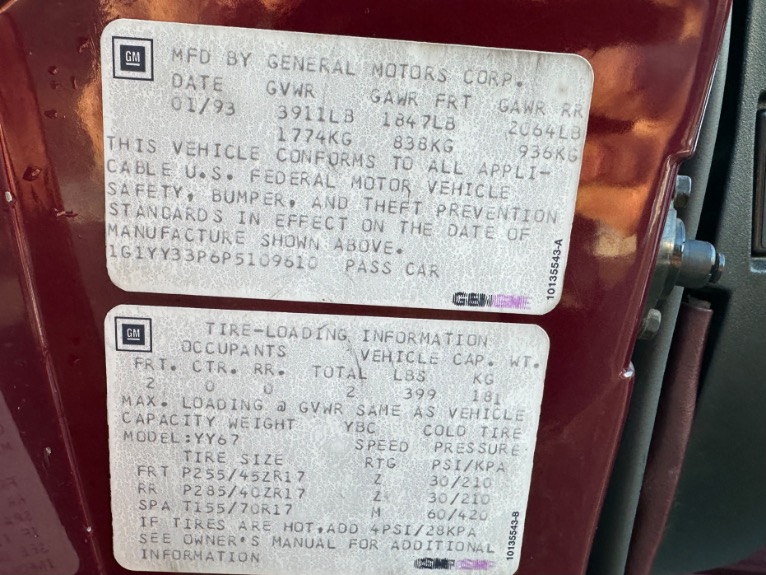 GM MFD BY GENERAL MOTORS CORP.
DATE GVWR GAWR FRT GAWR RR
01/93 3911LB 1847LB 2064LB
1774KG 838KG 936KG
THIS VEHICLE CONFORMS TO ALL APPLI-
CABLE U.S. FEDERAL MOTOR VEHICLE
SAFETY, BUMPER, AND THEFT PREVENTION
STANDARDS IN EFFECT ON THE DATE OF
MANUFACTURE SHOWN ABOVE.
1G1YY33P6P5109610 PASS CAR
10135543-A
GM TIRE-LOADING INFORMATION
OCCUPANTS VEHICLE CAP. WT.
FRT. CTR. RR. TOTAL LBS KG
2 0 0 2 399 181
MAX. LOADING @ GVWR SAME AS VEHICLE
CAPACITY WEIGHT YBC COLD TIRE
MODEL:YY67 SPEED PRESSURE
TIRE SIZE RTG PSI/KPA
FRT P255/45ZR17 Z 30/210
RR P285/40ZR17 Z 30/210
SPA T155/70R17 M 60/420
IF TIRES ARE HOT,ADD 4PSI/28KPA
SEE OWNER'S MANUAL FOR ADDITIONAL
INFORMATION
10135543-B